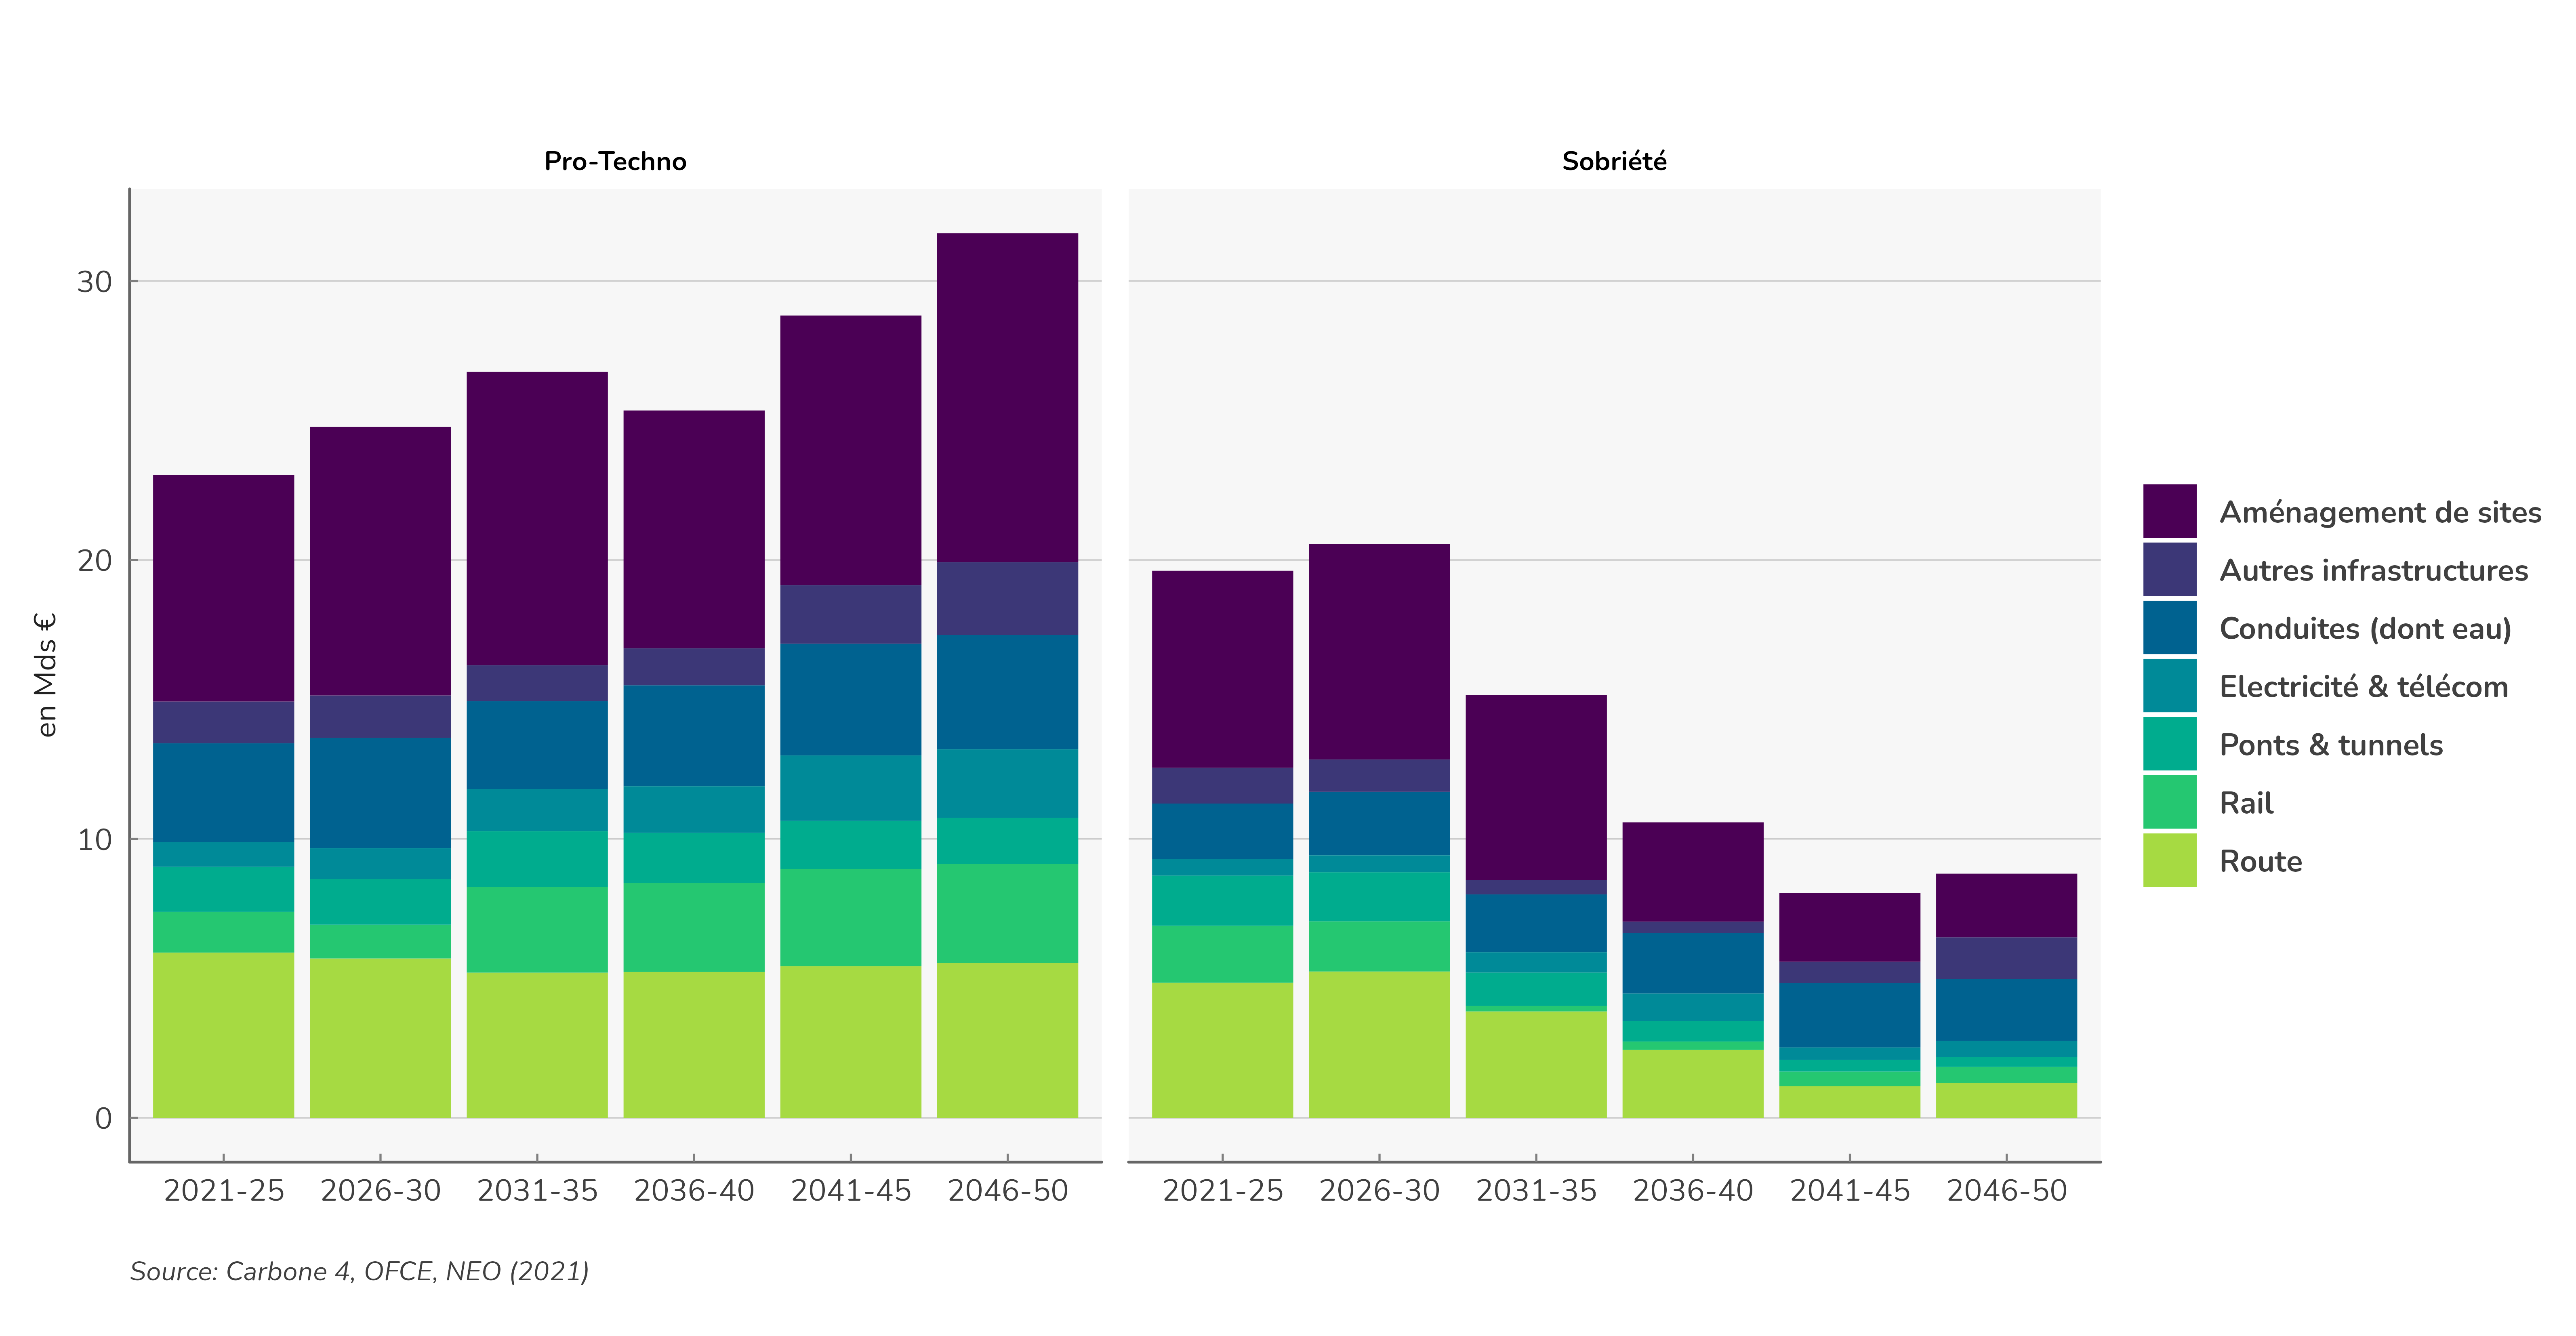 Pro-Techno
Sobriété
en Mds €
30
20
10
0
2021-25 2026-30 2031-35 2036-40 2041-45 2046-50
2021-25 2026-30 2031-35 2036-40 2041-45 2046-50
Aménagement de sites
Autres infrastructures
Conduites (dont eau)
Electricité & télécom
Ponts & tunnels
Rail
Route
Source: Carbone 4, OFCE, NEO (2021)